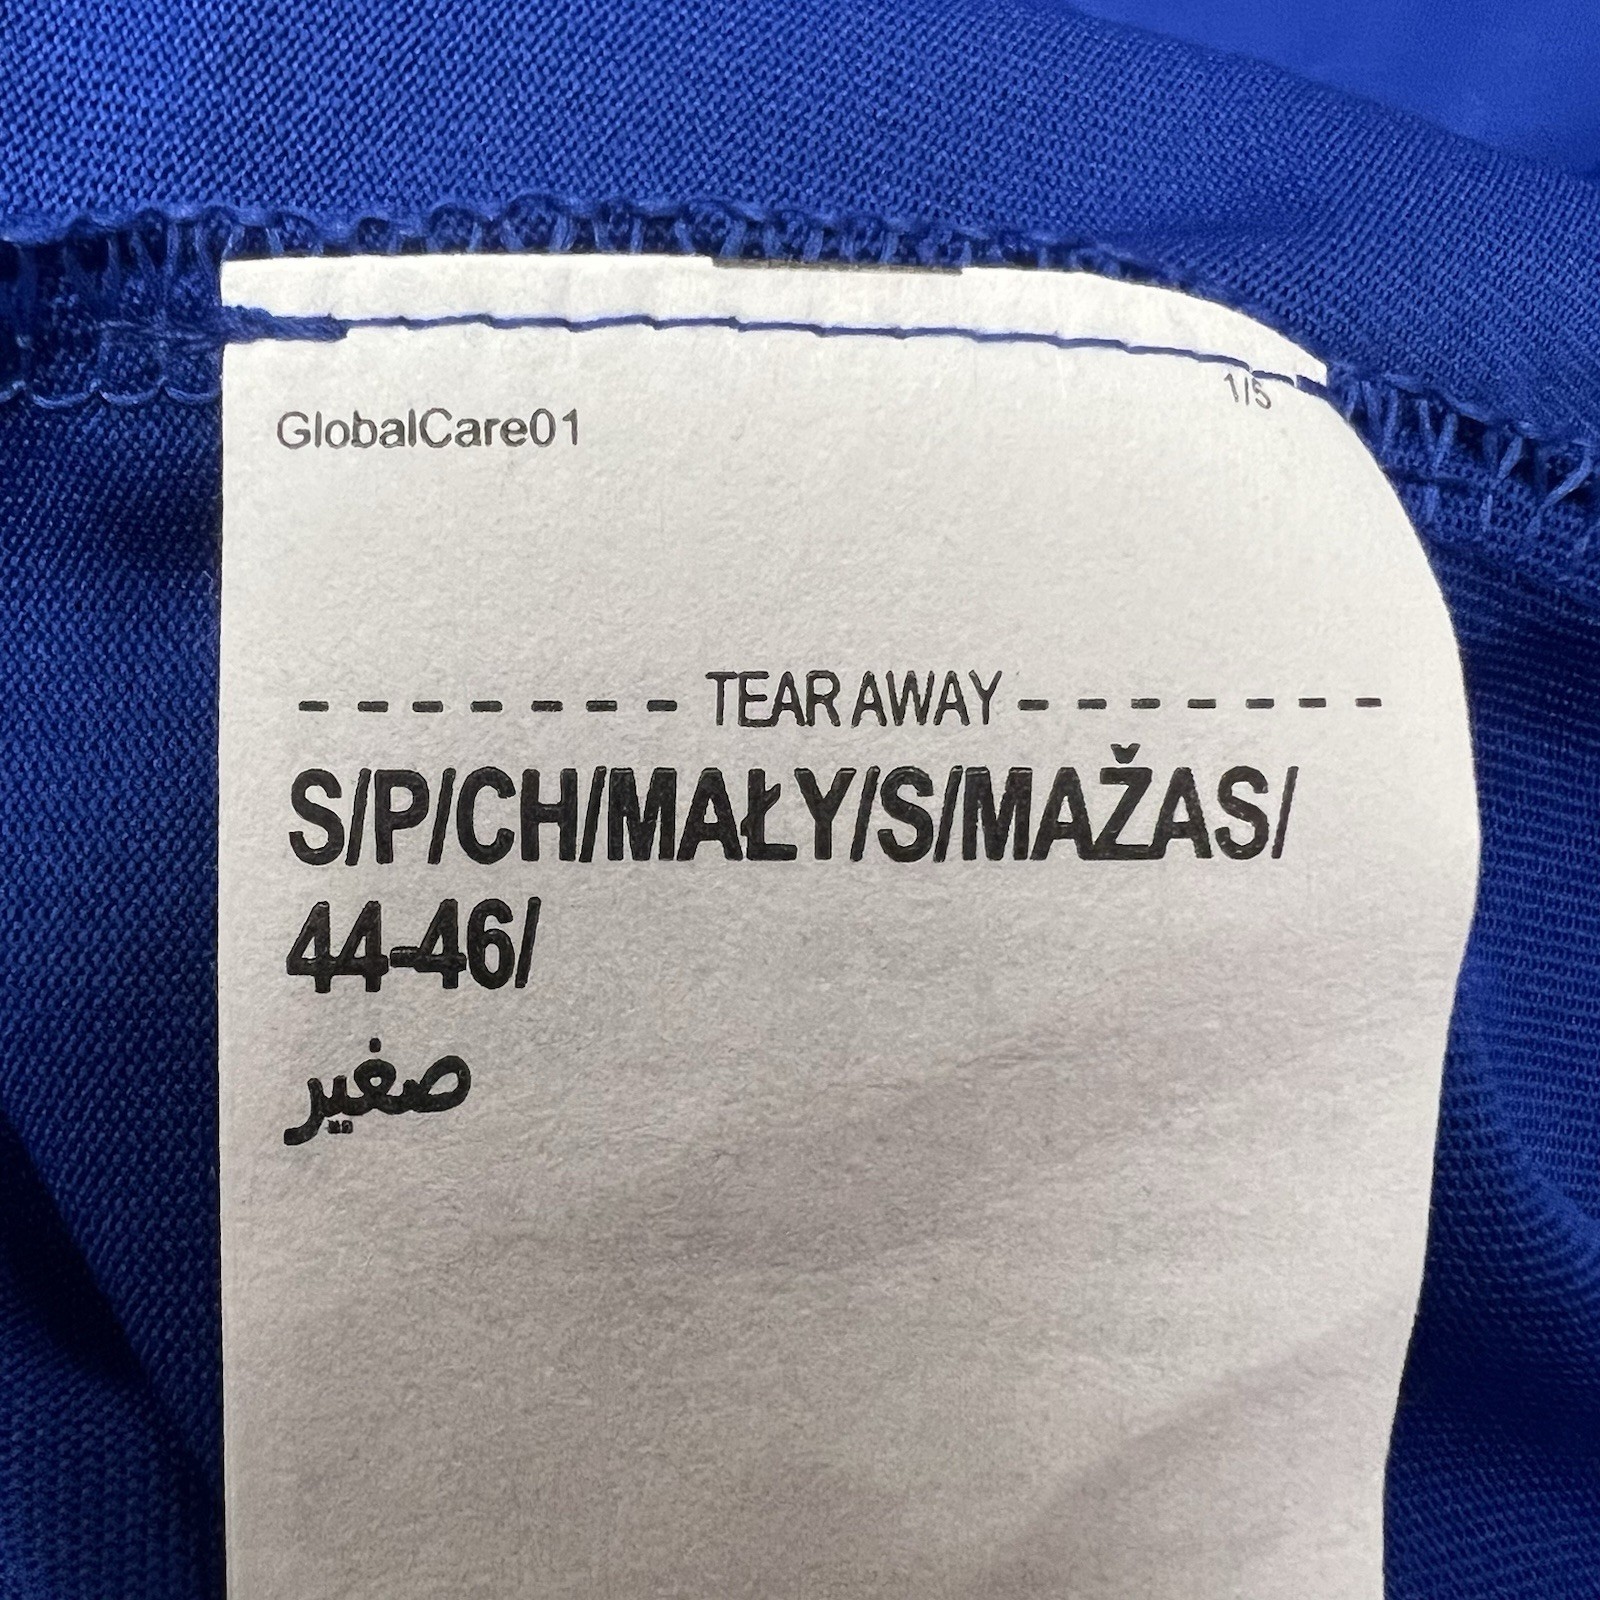 1/5
GlobalCare01
- - - - - - - TEAR AWAY - - - - - - - -
S/P/CH/MAŁY/S/MAŽAS/
44-46/
صغير